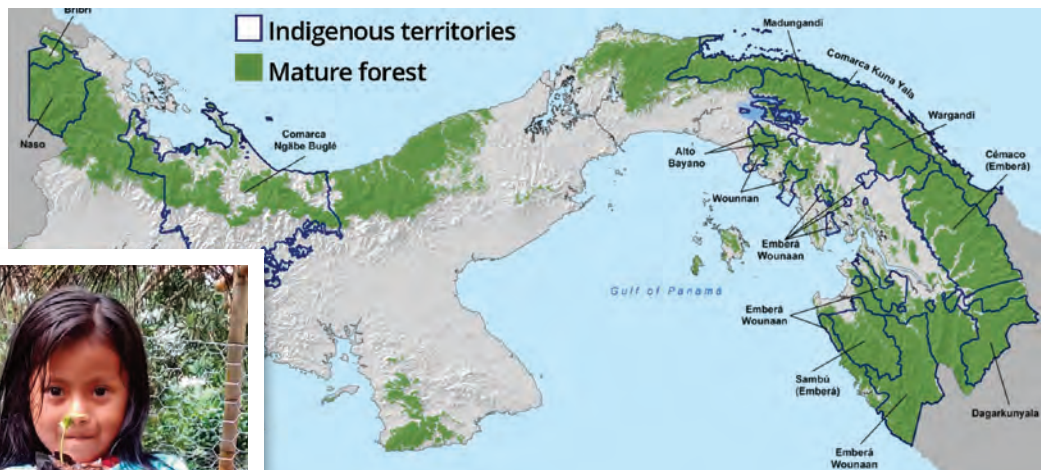 Bribri
Naso
Indigenous territories
Mature forest
Comarca
Ngäbe Buglé
Madungandi
Comarca Kuna Yala
Wargandi
Cémaco
(Emberá)
Alto
Bayano
Wounnan
Emberá
Wounaan
Gulf of Panamá
Emberá
Wounaan
Sambú
(Emberá)
Emberá
Wounaan
Dagarkunyala